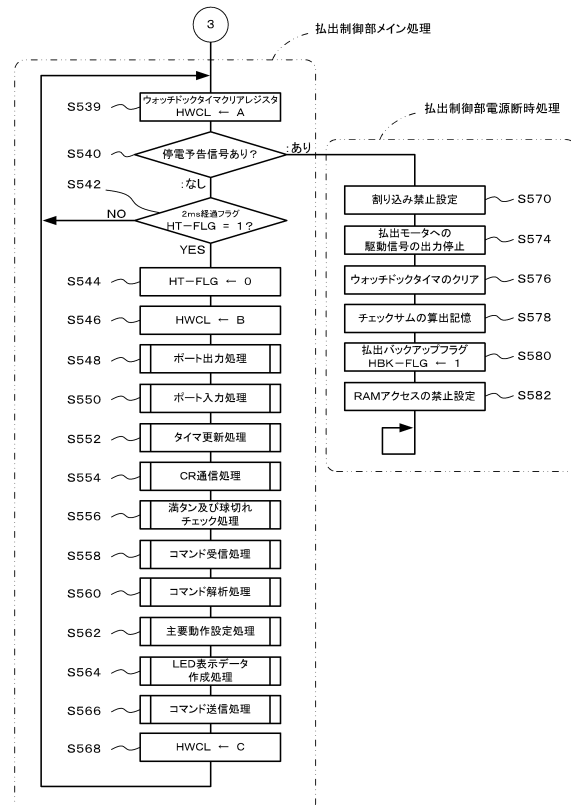 3
払出制御部メイン処理
S539
ウォッチドックタイマクリアレジスタ
HWCL ← A
払出制御部電源断時処理
S540
停電予告信号あり?
:あり
:なし
S542
2ms経過フラグ
HT-FLG = 1?
NO
YES
S544
HT-FLG ← 0
S546
HWCL ← B
S548
ポート出力処理
S550
ポート入力処理
S552
タイマ更新処理
S554
CR通信処理
S556
満タン及び球切れ
チェック処理
S558
コマンド受信処理
S560
コマンド解析処理
S562
主要動作設定処理
S564
LED表示データ
作成処理
S566
コマンド送信処理
S568
HWCL ← C
割り込み禁止設定
S570
払出モータへの
駆動信号の出力停止
S574
ウォッチドックタイマのクリア
S576
チェックサムの算出記憶
S578
払出バックアップフラグ
HBK-FLG ← 1
S580
RAMアクセスの禁止設定
S582